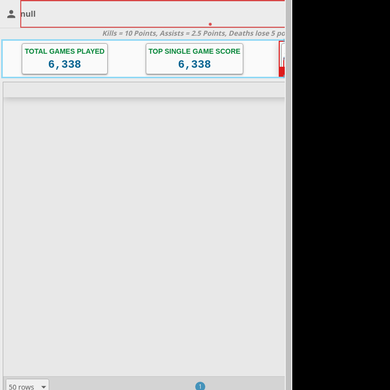 null
Kills = 10 Points, Assists = 2.5 Points, Deaths lose 5 po
TOTAL GAMES PLAYED
6,338
TOP SINGLE GAME SCORE
6,338
50 rows
1